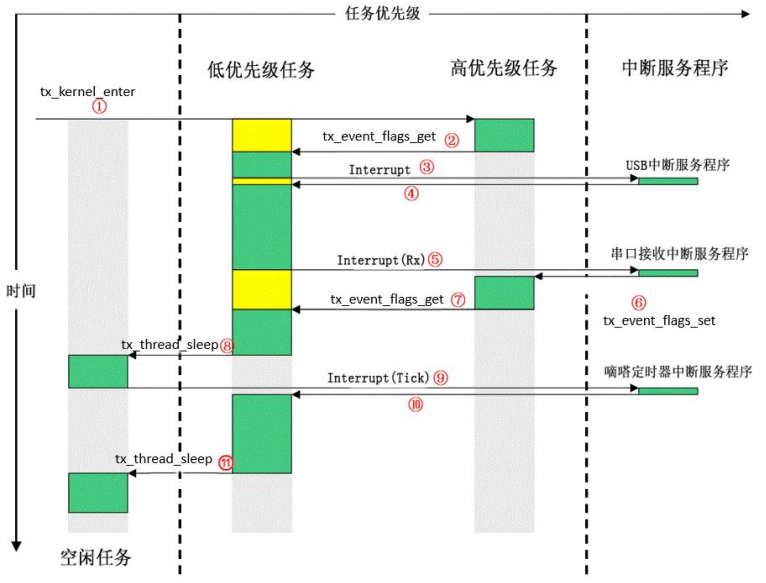 任务优先级
低优先级任务
高优先级任务
中断服务程序
tx_kernel_enter
①
tx_event_flags_get ②
Interrupt ③
USB中断服务程序
④
Interrupt(Rx) ⑤
串口接收中断服务程序
时间
tx_event_flags_get ⑦
⑥
tx_event_flags_set
tx_thread_sleep ⑧
Interrupt(Tick) ⑨
嘀嗒定时器中断服务程序
⑩
tx_thread_sleep ⑪
空闲任务